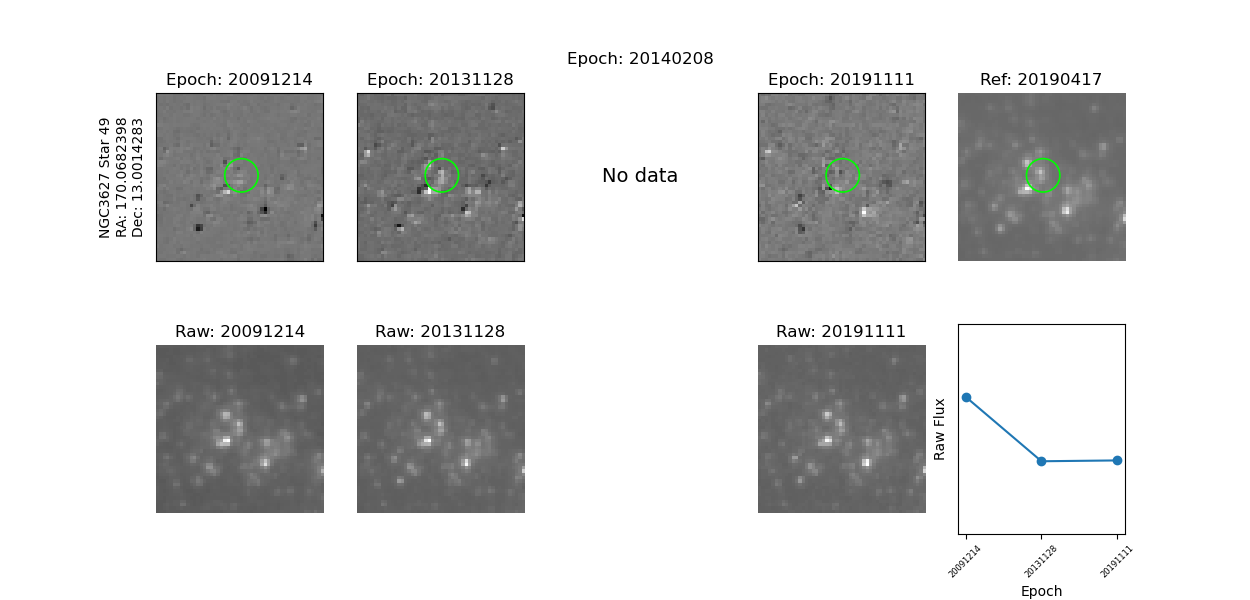 Epoch: 20140208
Epoch: 20091214
Epoch: 20131128
Epoch: 20191111
Ref: 20190417
NGC3627 Star 49
RA: 170.0682398
Dec: 13.0014283
No data
Raw: 20091214
Raw: 20131128
Raw: 20191111
Raw Flux
20091214
20131128
20191111
Epoch